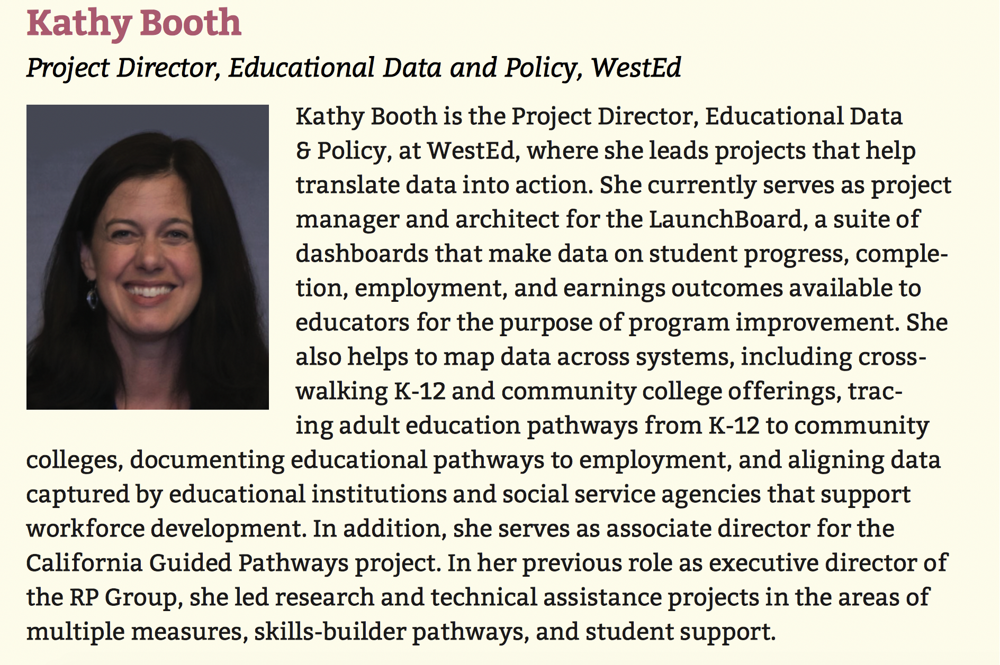 Kathy Booth
Project Director, Educational Data and Policy, WestEd
Kathy Booth is the Project Director, Educational Data
& Policy, at WestEd, where she leads projects that help
translate data into action. She currently serves as project
manager and architect for the LaunchBoard, a suite of
dashboards that make data on student progress, comple-
tion, employment, and earnings outcomes available to
educators for the purpose of program improvement. She
also helps to map data across systems, including cross-
walking K-12 and community college offerings, trac-
ing adult education pathways from K-12 to community
colleges, documenting educational pathways to employment, and aligning data
captured by educational institutions and social service agencies that support
workforce development. In addition, she serves as associate director for the
California Guided Pathways project. In her previous role as executive director of
the RP Group, she led research and technical assistance projects in the areas of
multiple measures, skills-builder pathways, and student support.